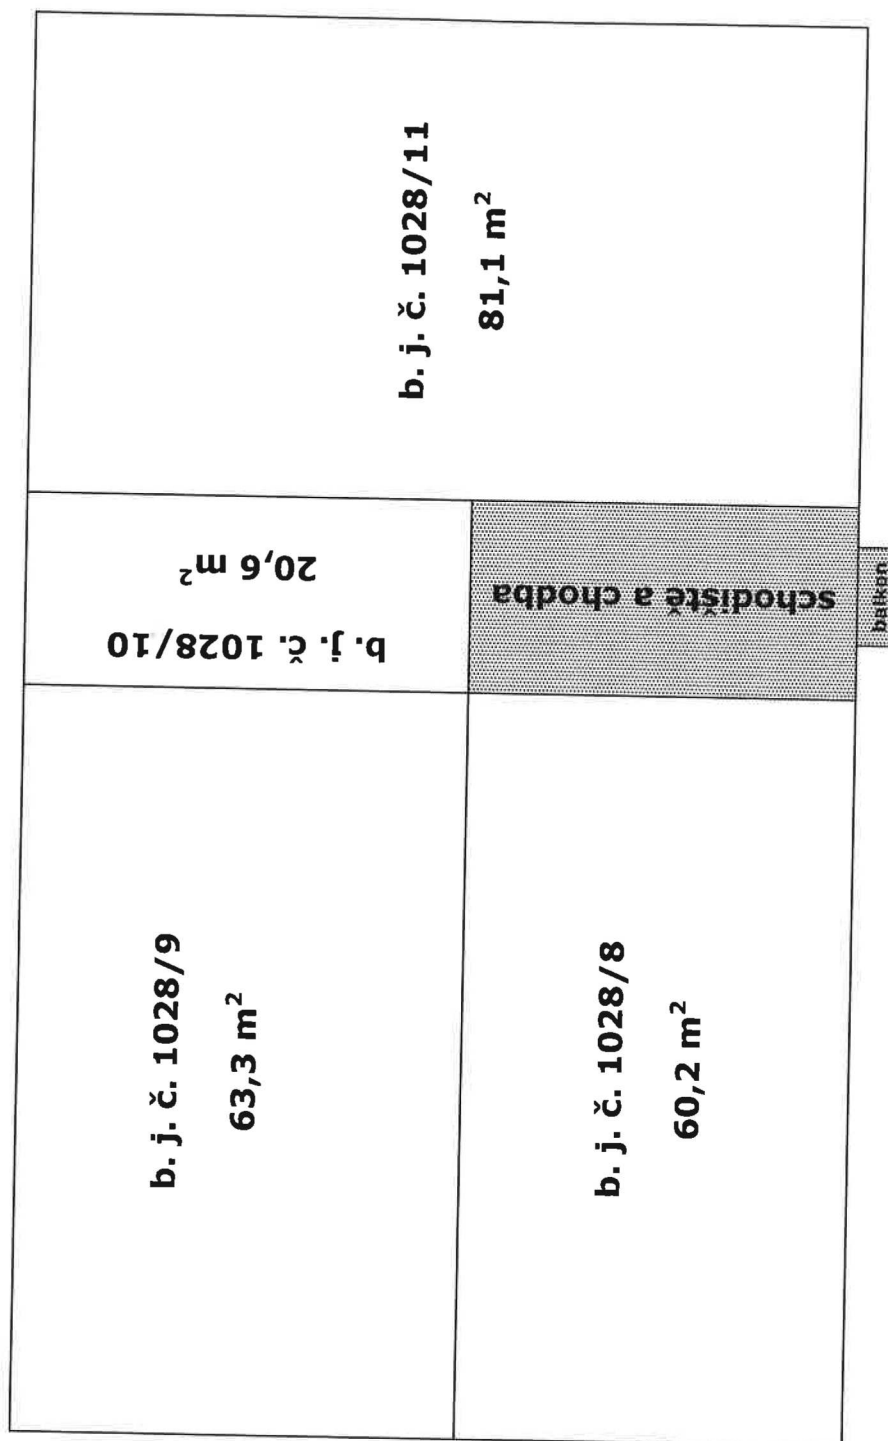 b. j. č. 1028/11
81,1 m²
b. j. č. 1028/10
20,6 m²
schodiště a chodba
balkon
b. j. č. 1028/9
63,3 m²
b. j. č. 1028/8
60,2 m²